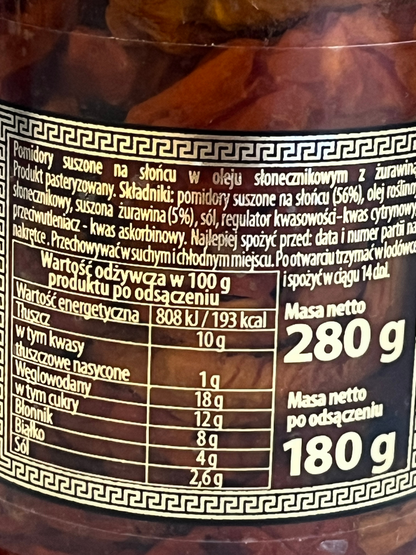 Pomidory suszone na słońcu w oleju słonecznikowym z żurawiną
Produkt pasteryzowany. Składniki: pomidory suszone na słońcu (56%), olej roślinny
słonecznikowy, suszona żurawina (5%), sól, regulator kwasowości - kwas cytrynowy
przeciwutleniacz - kwas askorbinowy. Najlepiej spożyć przed: data i numer partii na
nakrętce. Przechowywać w suchym i chłodnym miejscu. Po otwarciu trzymać w lodówce
i spożyć w ciągu 14 dni.
Wartość odżywcza w 100 g
produktu po odsączeniu
Wartość energetyczna 808 kJ / 193 kcal
Tłuszcz 10 g
w tym kwasy
tłuszczowe nasycone 1 g
Węglowodany 18 g
w tym cukry 12 g
Błonnik 8 g
Białko 4 g
Sól 2,6 g
Masa netto
280 g
Masa netto
po odsączeniu
180 g